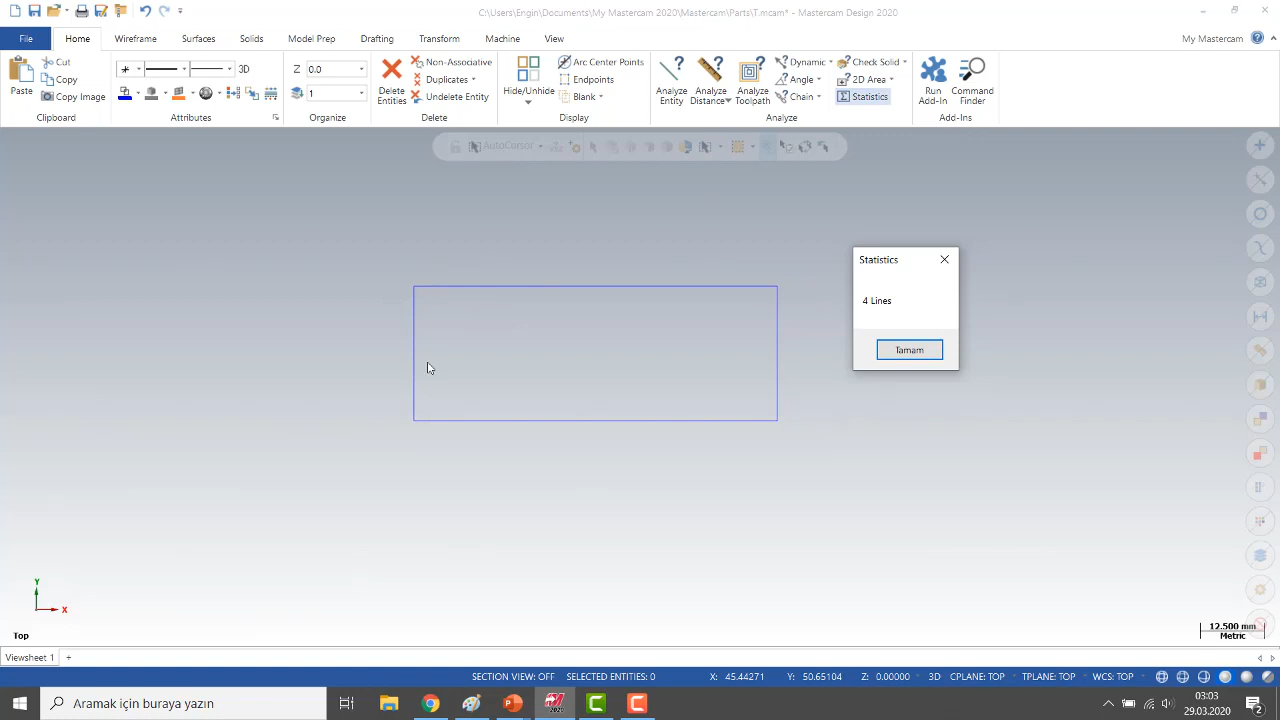 C:\Users\Engin\Documents\My Mastercam 2020\Mastercam\Parts\T.mcam* - Mastercam Design 2020
File Home Wireframe Surfaces Solids Model Prep Drafting Transform Machine View My Mastercam
Paste
Cut
Copy
Copy Image
Clipboard
3D
Attributes
Z 0.0
1
Organize
Delete Entities
Non-Associative
Duplicates
Undelete Entity
Delete
Hide/Unhide
Arc Center Points
Endpoints
Blank
Display
Analyze Entity
Analyze Distance
Analyze Toolpath
Dynamic
Angle
Chain
Check Solid
2D Area
Statistics
Analyze
Run Add-In
Command Finder
Add-Ins
AutoCursor
Statistics
4 Lines
Tamam
Y
X
Top
12.500 mm
Metric
Viewsheet 1 +
SECTION VIEW: OFF SELECTED ENTITIES: 0 X: 45.44271 Y: 50.65104 Z: 0.00000 3D CPLANE: TOP TPLANE: TOP WCS: TOP
Aramak için buraya yazın
2020
03:03
29.03.2020
2